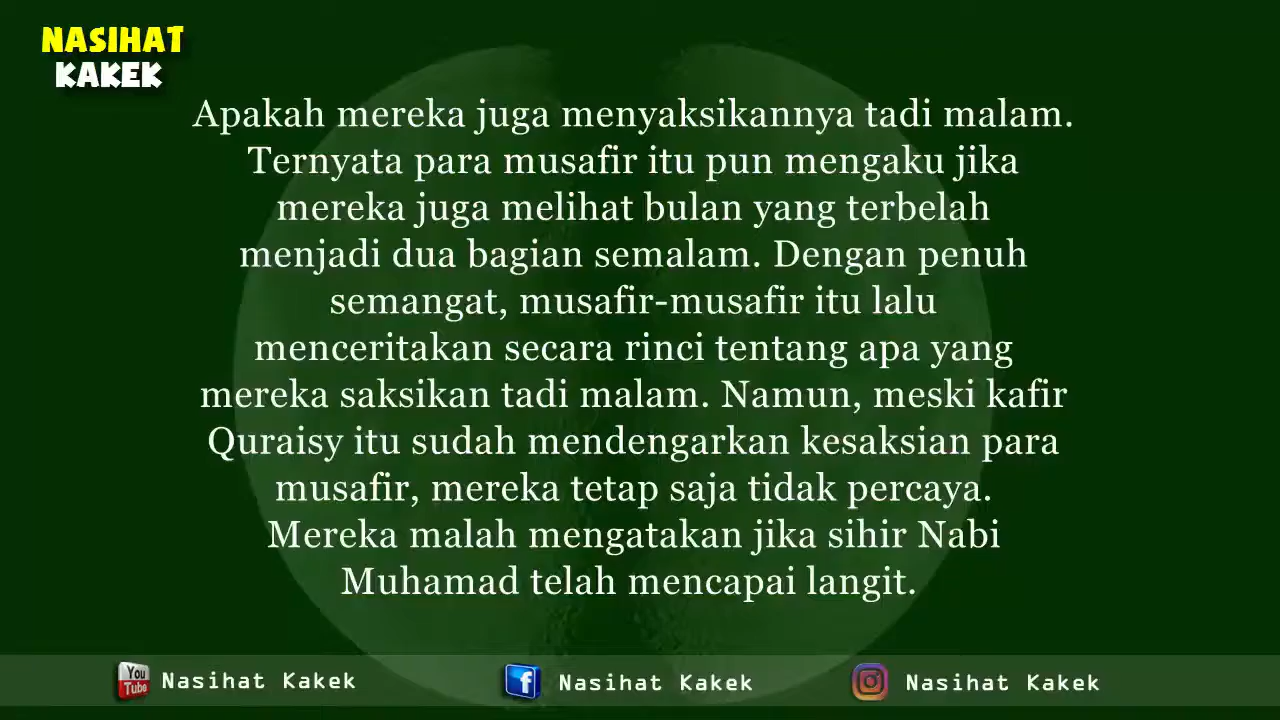 NASIHAT
KAKEK
Apakah mereka juga menyaksikannya tadi malam.
Ternyata para musafir itu pun mengaku jika
mereka juga melihat bulan yang terbelah
menjadi dua bagian semalam. Dengan penuh
semangat, musafir-musafir itu lalu
menceritakan secara rinci tentang apa yang
mereka saksikan tadi malam. Namun, meski kafir
Quraisy itu sudah mendengarkan kesaksian para
musafir, mereka tetap saja tidak percaya.
Mereka malah mengatakan jika sihir Nabi
Muhamad telah mencapai langit.
You Tube Nasihat Kakek
f Nasihat Kakek
Nasihat Kakek